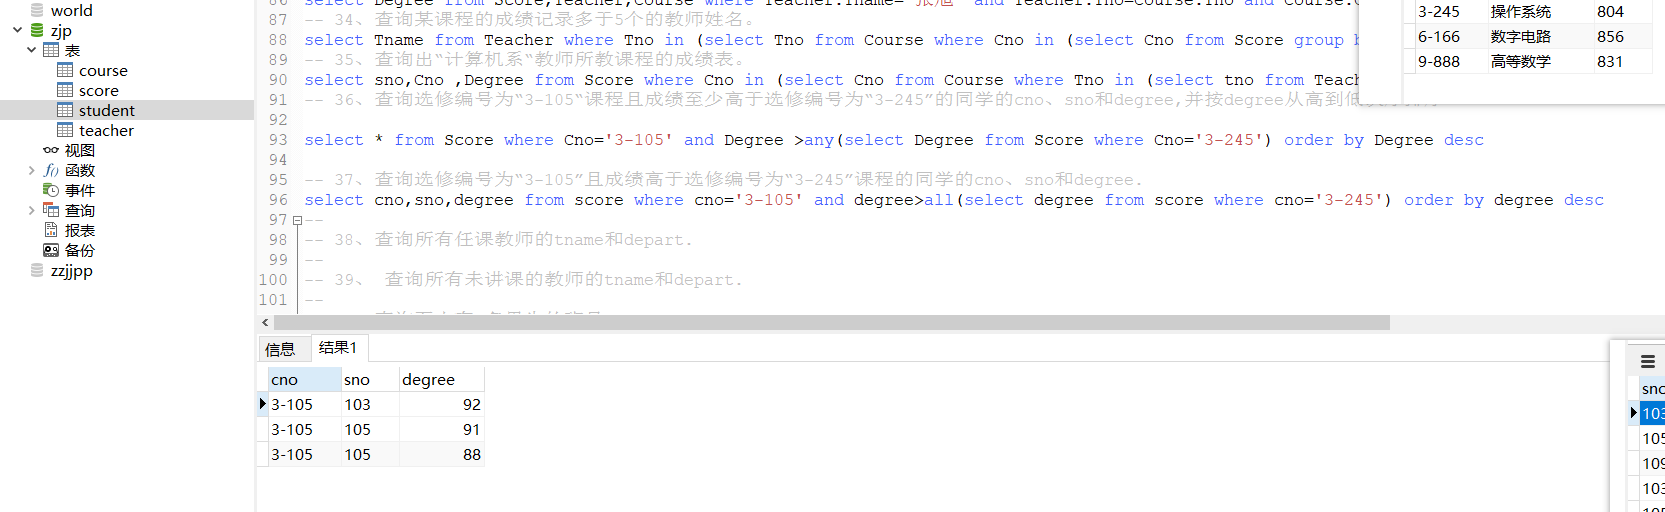 world
zjp
表
course
score
student
teacher
视图
函数
事件
查询
报表
备份
zzjjpp
87 -- 34、查询某课程的成绩记录多于5个的教师姓名。
88 select Tname from Teacher where Tno in (select Tno from Course where Cno in (select Cno from Score group
89 -- 35、查询出“计算机系“教师所教课程的成绩表。
90 select sno,Cno ,Degree from Score where Cno in (select Cno from Course where Tno in (select tno from Teac
91 -- 36、查询选修编号为“3-105“课程且成绩至少高于选修编号为“3-245”的同学的cno、sno和degree,并按degree从高到
92
93 select * from Score where Cno='3-105' and Degree >any(select Degree from Score where Cno='3-245') order by Degree desc
94
95 -- 37、查询选修编号为“3-105”且成绩高于选修编号为“3-245”课程的同学的cno、sno和degree.
96 select cno,sno,degree from score where cno='3-105' and degree>all(select degree from score where cno='3-245') order by degree desc
97 --
98 -- 38、查询所有任课教师的tname和depart.
99 --
100 -- 39、 查询所有未讲课的教师的tname和depart.
101 --
3-245 操作系统 804
6-166 数字电路 856
9-888 高等数学 831
信息 结果1
cno sno degree
3-105 103 92
3-105 105 91
3-105 105 88
sno
103
105
109
103